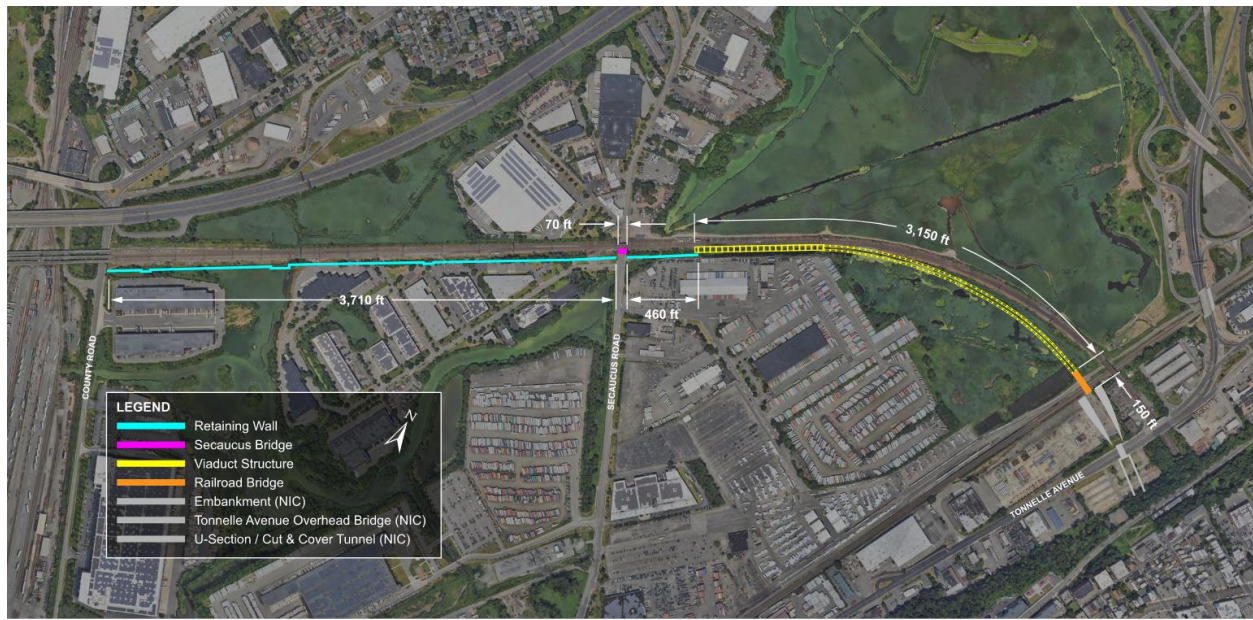 70 ft
3,150 ft
3,710 ft
460 ft
150 ft
COUNTY ROAD
SECAUCUS ROAD
TONNELLE AVENUE
N
LEGEND
Retaining Wall
Secaucus Bridge
Viaduct Structure
Railroad Bridge
Embankment (NIC)
Tonnelle Avenue Overhead Bridge (NIC)
U-Section / Cut & Cover Tunnel (NIC)